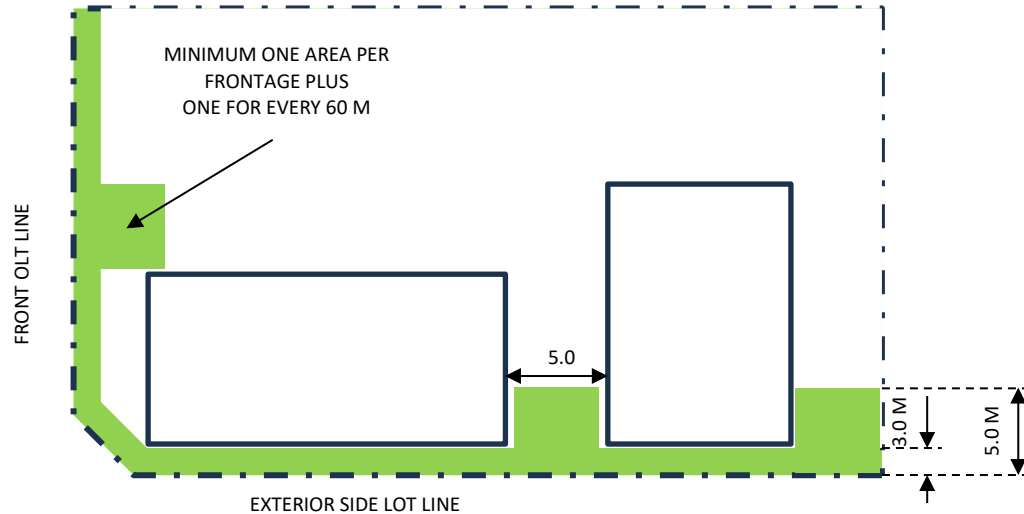 MINIMUM ONE AREA PER
FRONTAGE PLUS
ONE FOR EVERY 60 M
FRONT OLT LINE
5.0
3.0 M
5.0 M
EXTERIOR SIDE LOT LINE